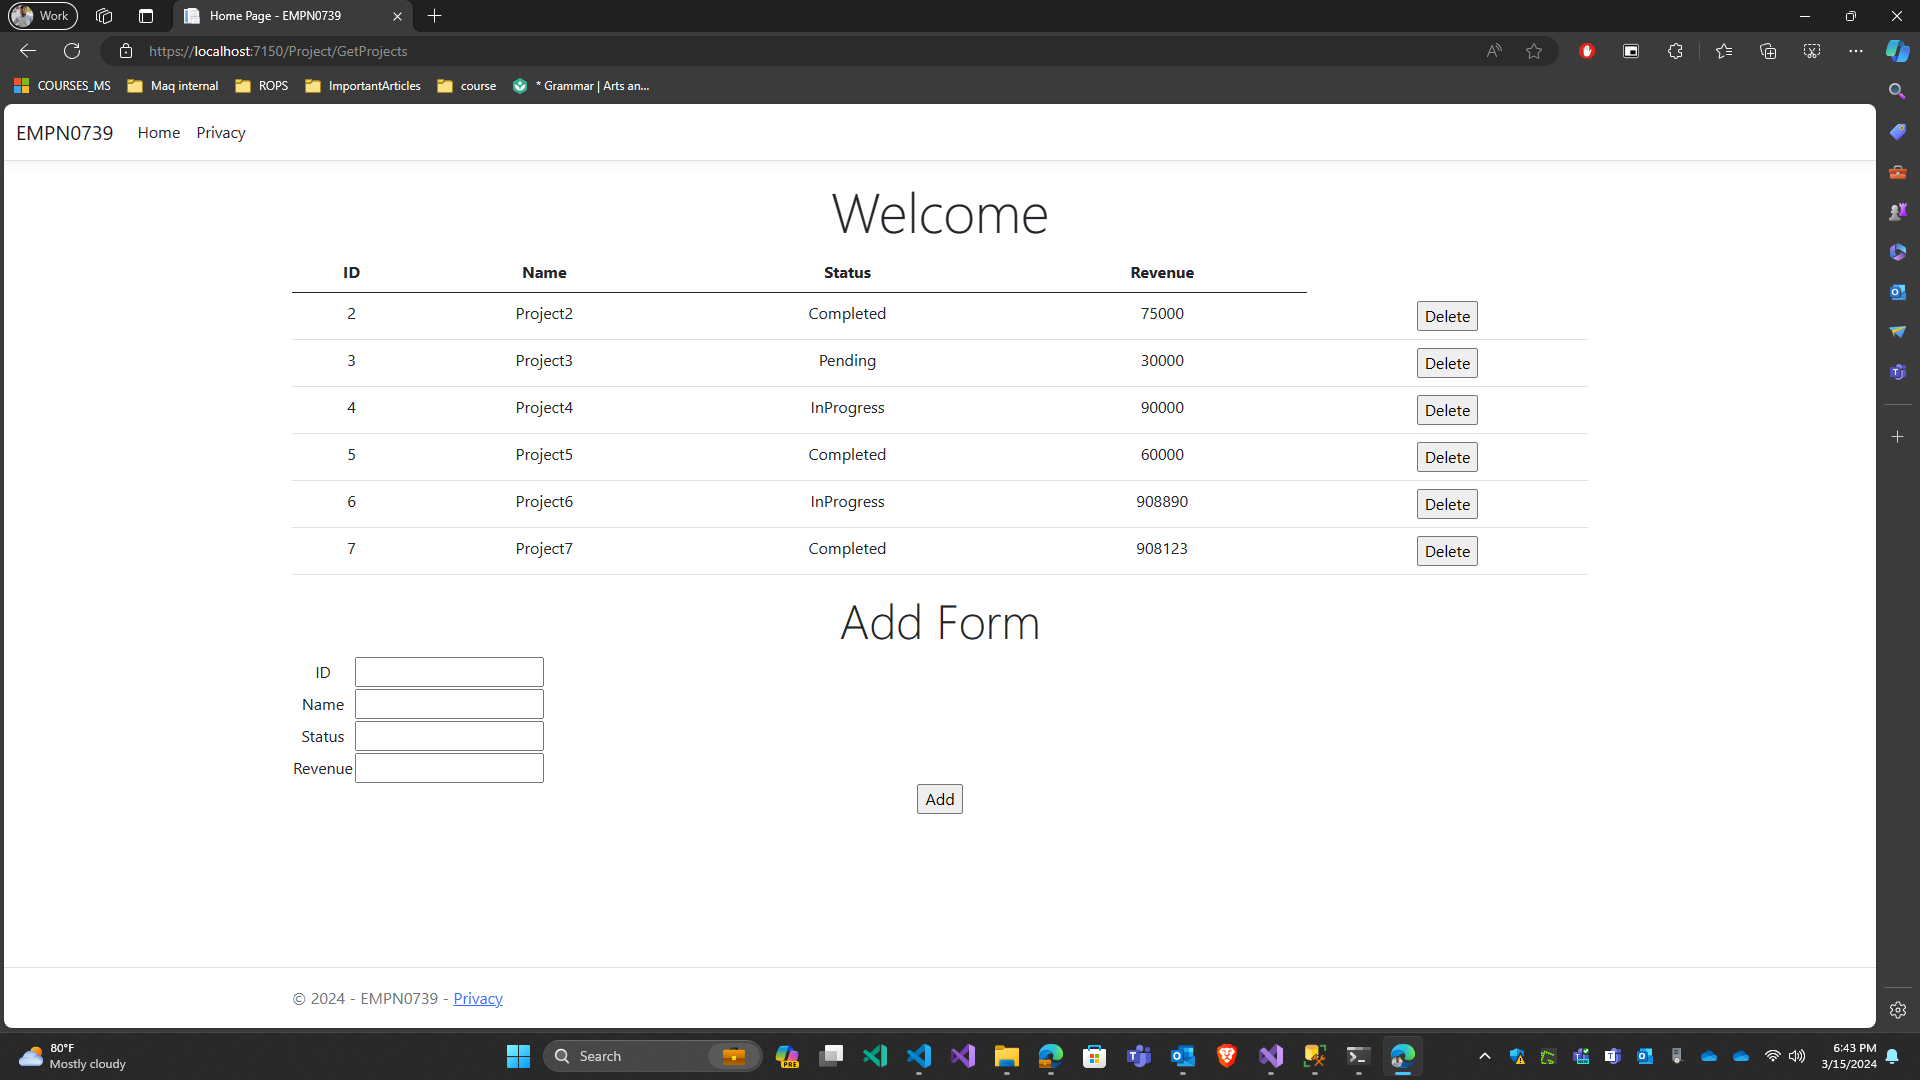 Work
Home Page - EMPN0739
https://localhost:7150/Project/GetProjects
COURSES_MS Maq internal ROPS ImportantArticles course * Grammar | Arts an...
EMPN0739 Home Privacy
Welcome
ID Name Status Revenue
2 Project2 Completed 75000 Delete
3 Project3 Pending 30000 Delete
4 Project4 InProgress 90000 Delete
5 Project5 Completed 60000 Delete
6 Project6 InProgress 908890 Delete
7 Project7 Completed 908123 Delete
Add Form
ID
Name
Status
Revenue
Add
© 2024 - EMPN0739 - Privacy
80°F
Mostly cloudy
Search
PRE
6:43 PM
3/15/2024